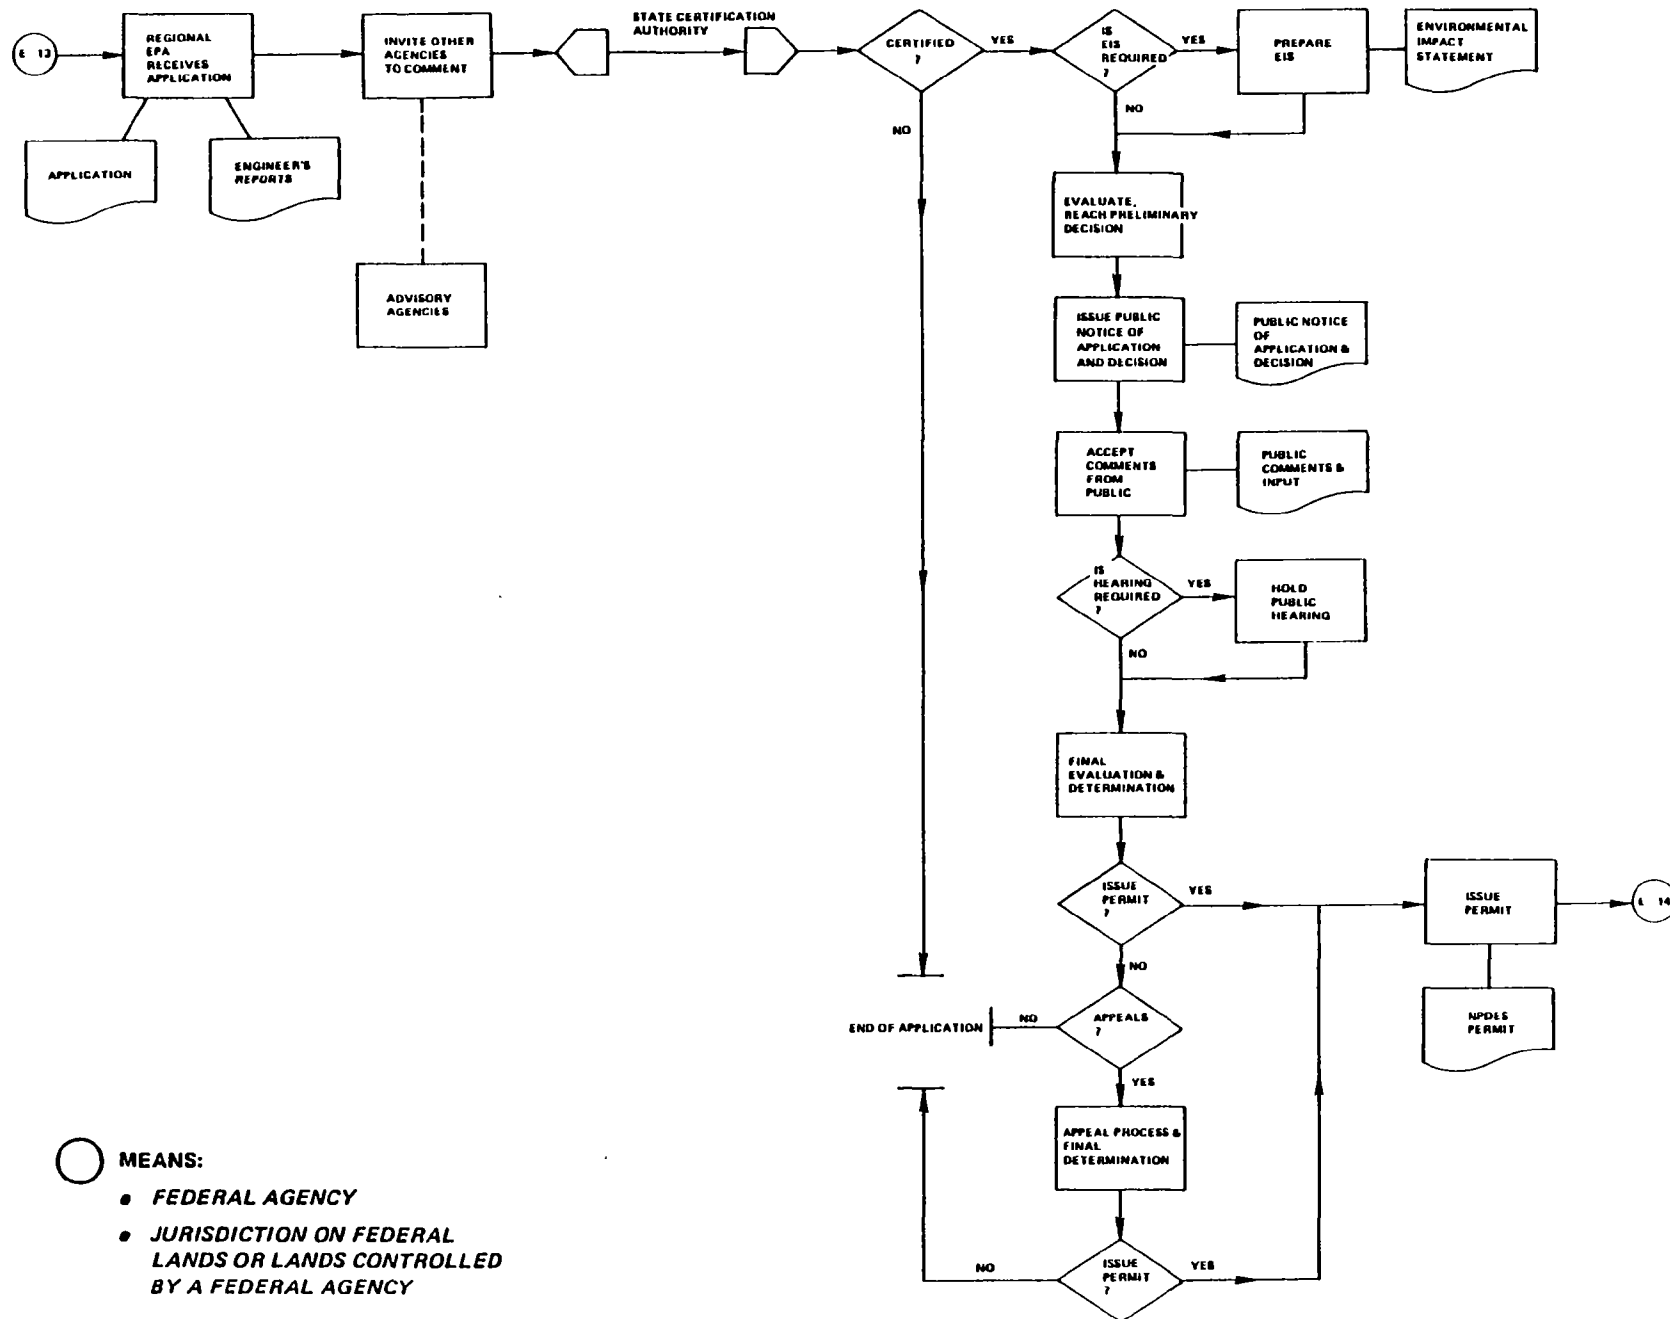 E 13
REGIONAL
EPA
RECEIVES
APPLICATION
INVITE OTHER
AGENCIES
TO COMMENT
STATE CERTIFICATION
AUTHORITY
CERTIFIED
?
YES
IS
EIS
REQUIRED
?
YES
PREPARE
EIS
ENVIRONMENTAL
IMPACT
STATEMENT
NO
NO
APPLICATION
ENGINEER'S
REPORTS
ADVISORY
AGENCIES
EVALUATE,
REACH PRELIMINARY
DECISION
ISSUE PUBLIC
NOTICE OF
APPLICATION
AND DECISION
PUBLIC NOTICE
OF
APPLICATION &
DECISION
ACCEPT
COMMENTS
FROM
PUBLIC
PUBLIC
COMMENTS &
INPUT
IS
HEARING
REQUIRED
?
YES
HOLD
PUBLIC
HEARING
NO
FINAL
EVALUATION &
DETERMINATION
ISSUE
PERMIT
?
YES
ISSUE
PERMIT
14
NO
NPDES
PERMIT
APPEALS
?
NO
END OF APPLICATION
YES
APPEAL PROCESS &
FINAL
DETERMINATION
ISSUE
PERMIT
?
NO
YES
MEANS:
• FEDERAL AGENCY
• JURISDICTION ON FEDERAL
LANDS OR LANDS CONTROLLED
BY A FEDERAL AGENCY